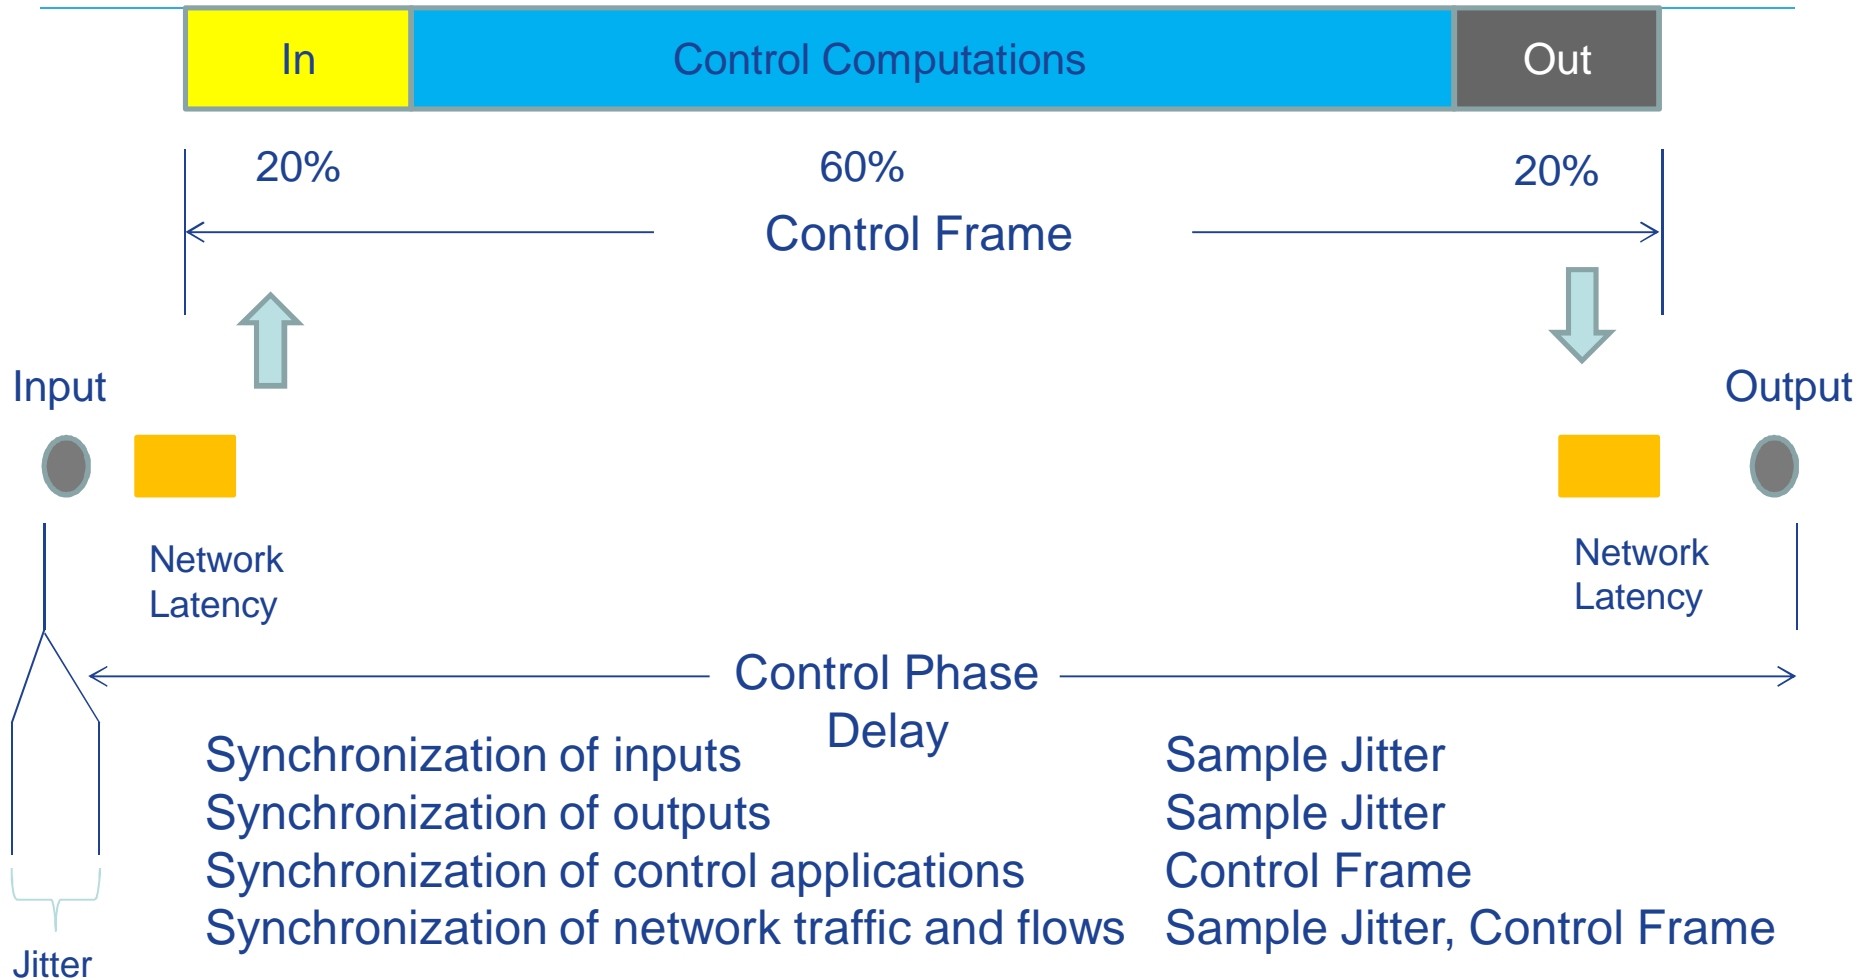 In Control Computations Out
20% 60% 20%
Control Frame
Input Output
Network Latency
Network Latency
Control Phase Delay
Synchronization of inputs Sample Jitter
Synchronization of outputs Sample Jitter
Synchronization of control applications Control Frame
Synchronization of network traffic and flows Sample Jitter, Control Frame
Jitter